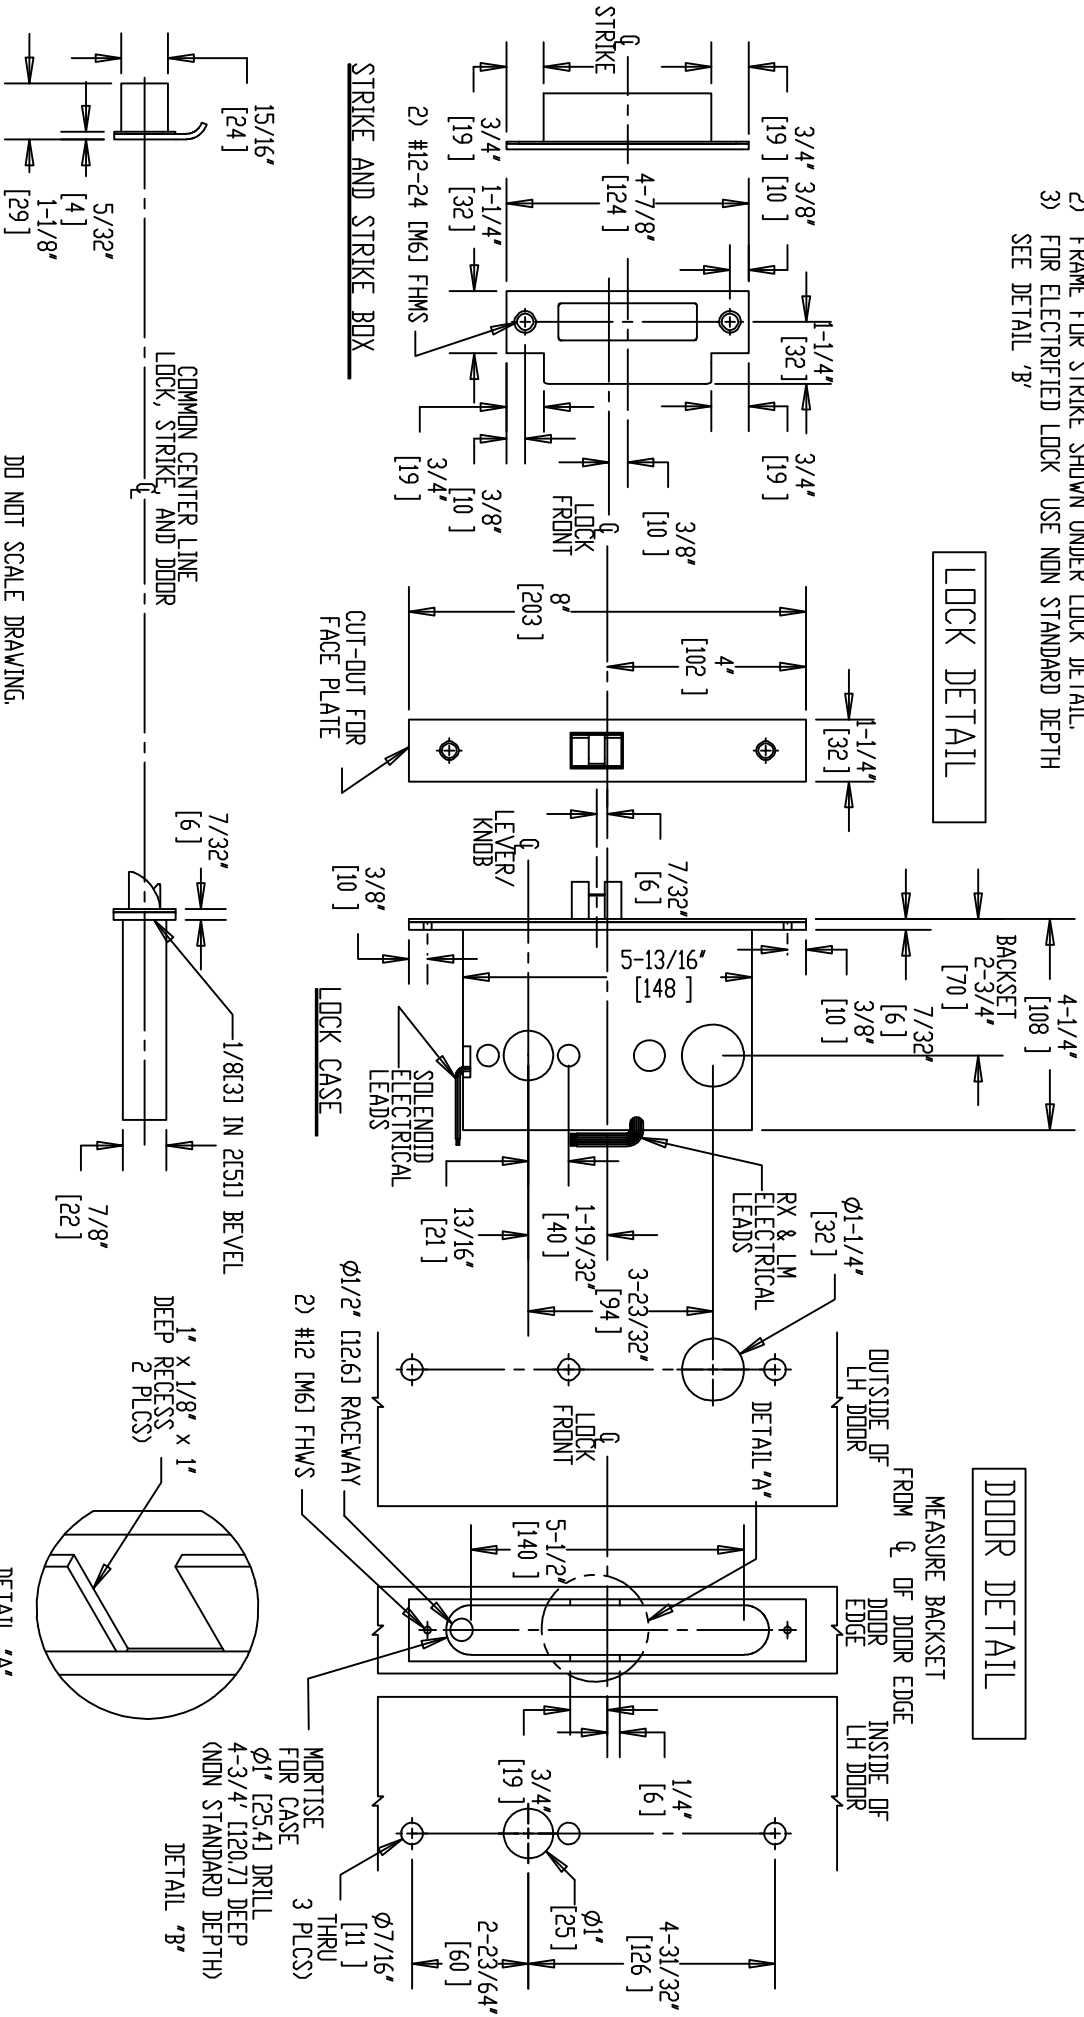 2) FRAME FOR STRIKE SHOWN UNDER LOCK DETAIL.
3) FOR ELECTRIFIED LOCK USE NON STANDARD DEPTH
SEE DETAIL 'B'
LOCK DETAIL
DOOR DETAIL
MEASURE BACKSET
FROM ℄ OF DOOR EDGE
OUTSIDE OF
LH DOOR
DOOR
EDGE
INSIDE OF
LH DOOR
℄
STRIKE
3/4"
[19 ]
3/8"
[10 ]
1-1/4"
[32]
3/4"
[19 ]
4-7/8"
[124 ]
3/4"
[19 ]
1-1/4"
[32 ]
2) #12-24 [M6] FHMS
STRIKE AND STRIKE BOX
3/8"
[10 ]
3/4"
[19 ]
3/8"
[10 ]
℄
LOCK
FRONT
8"
[203 ]
4"
[102 ]
1-1/4"
[32]
CUT-OUT FOR
FACE PLATE
7/32"
[6 ]
℄
LEVER/
KNOB
3/8"
[10 ]
4-1/4"
[108 ]
BACKSET
2-3/4"
[70 ]
7/32"
[6 ]
3/8"
[10 ]
5-13/16"
[148 ]
SOLENOID
ELECTRICAL
LEADS
LOCK CASE
RX & LM
ELECTRICAL
LEADS
Ø1-1/4"
[32 ]
1-19/32"
[40 ]
13/16"
[21 ]
3-23/32"
[94 ]
℄
LOCK
FRONT
DETAIL"A"
Ø1/2" [12.6] RACEWAY
2) #12 [M6] FHWS
5-1/2"
[140 ]
1/4"
[6 ]
3/4"
[19 ]
Ø1"
[25 ]
4-31/32"
[126 ]
2-23/64"
[60 ]
Ø7/16"
[11 ]
THRU
3 PLCS)
MORTISE
FOR CASE
Ø1" [25.4] DRILL
4-3/4' [120.7] DEEP
(NON STANDARD DEPTH)
DETAIL "B"
15/16"
[24 ]
5/32"
[4 ]
1-1/8"
[29 ]
COMMON CENTER LINE
LOCK, STRIKE, AND DOOR
℄
7/32"
[6 ]
1/8[3] IN 2[51] BEVEL
7/8"
[22 ]
1" x 1/8" x 1"
DEEP RECESS
2 PLCS)
DETAIL "A"
DO NOT SCALE DRAWING.